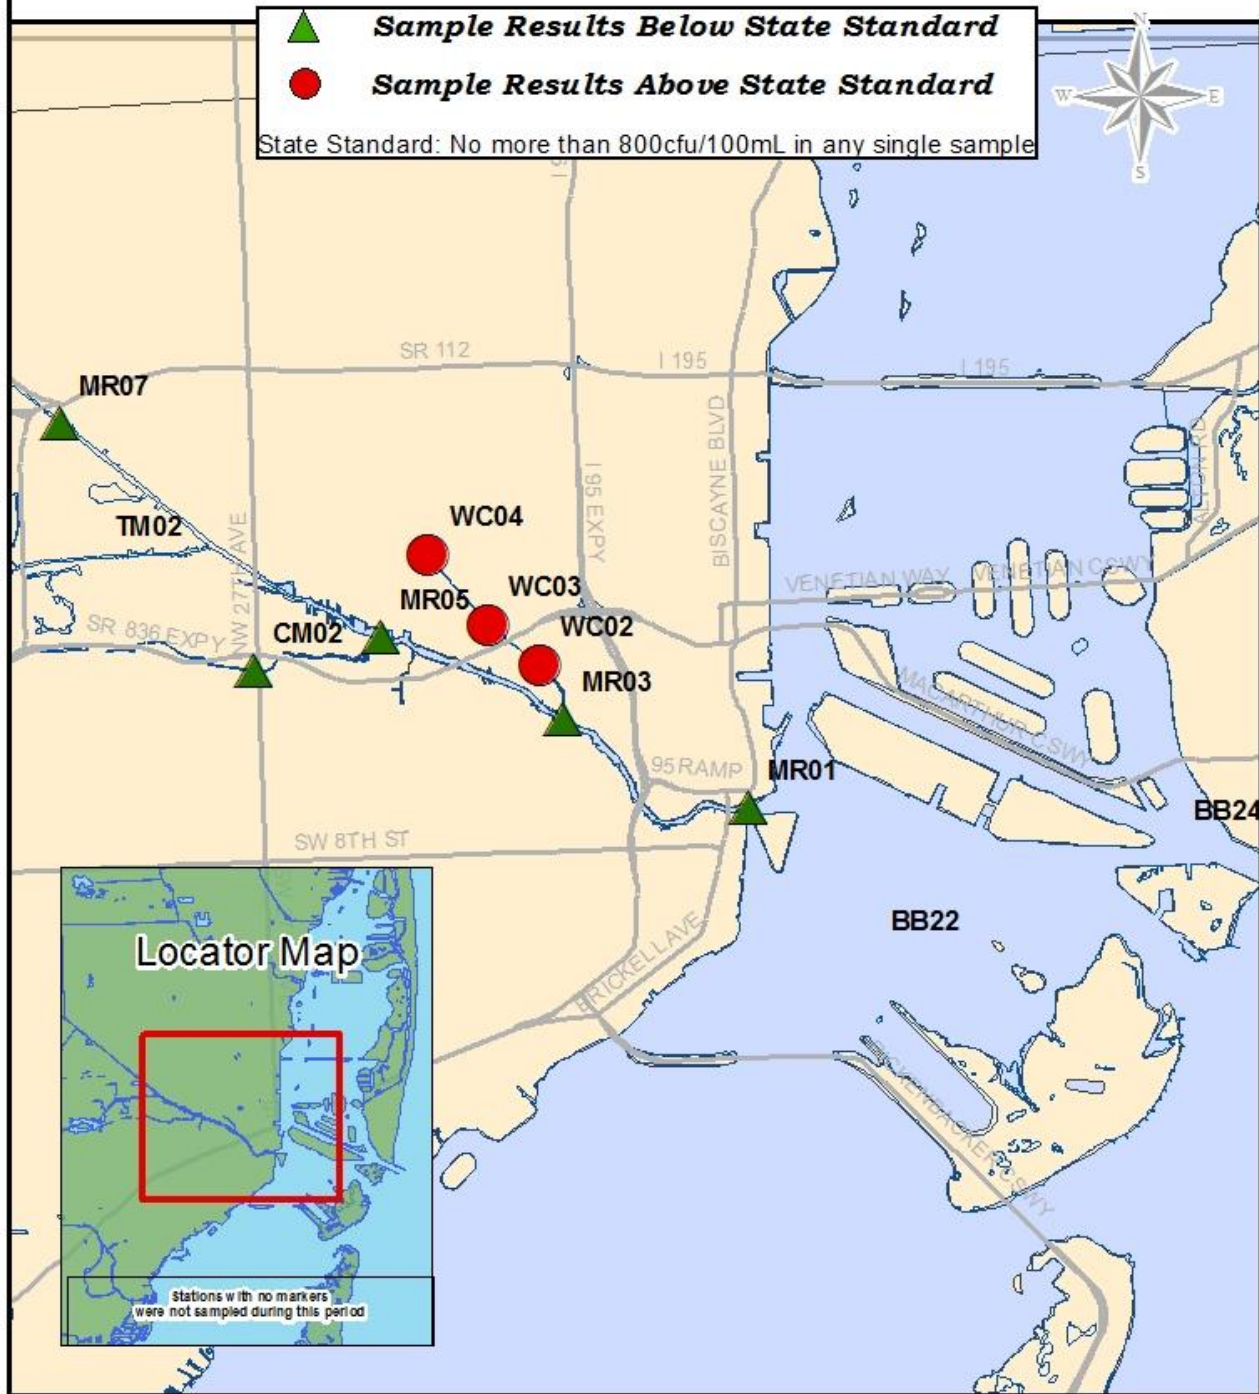 Sample Results Below State Standard
Sample Results Above State Standard
State Standard: No more than 800cfu/100mL in any single sample
N
W
E
S
SR 112
I 195
I 195
MR07
BISCAYNE BLVD
ALTON RD
I 95 EXPY
WC04
TM02
NW 27TH AVE
VENETIAN WAY
VENETIAN CSWY
WC03
MR05
SR 836 EXPY
CM02
WC02
MR03
MACARTHUR CSWY
95 RAMP
MR01
BB24
SW 8TH ST
BB22
BRICKELL AVE
Locator Map
RICKENBACKER CSWY
Stations with no markers
were not sampled during this period